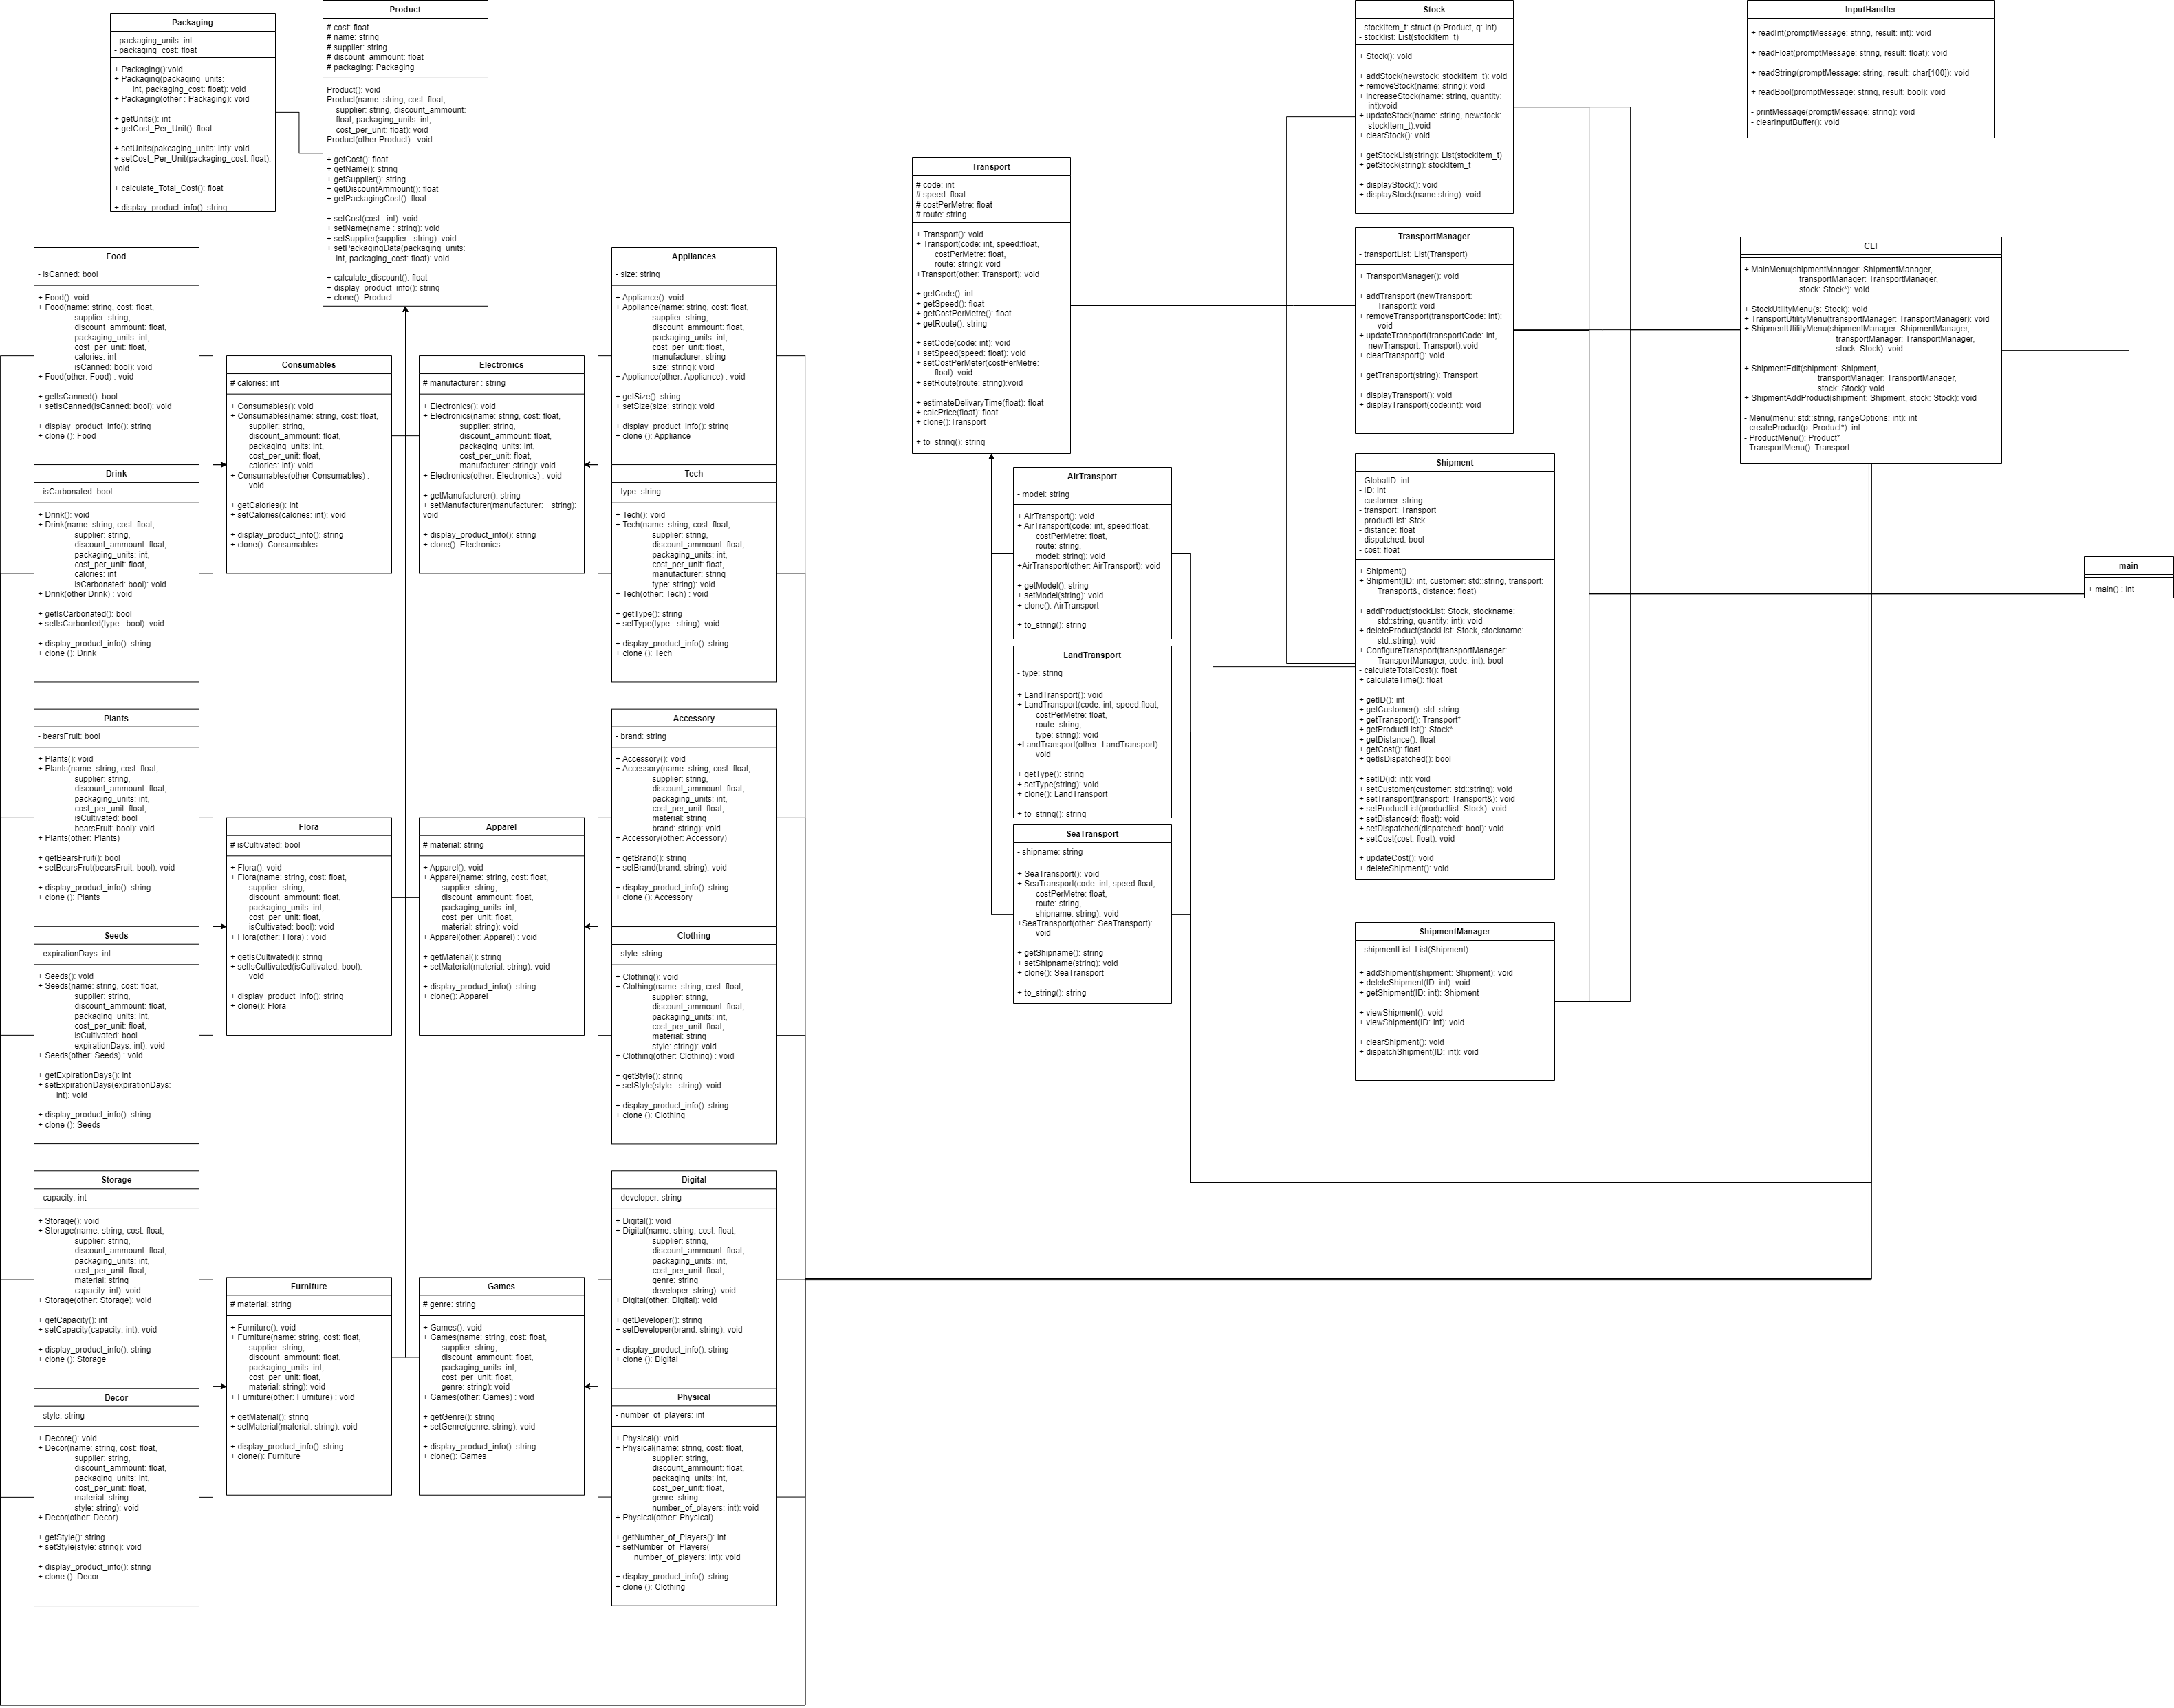 Packaging
- packaging_units: int
- packaging_cost: float
+ Packaging():void
+ Packaging(packaging_units:
int, packaging_cost: float): void
+ Packaging(other : Packaging): void
+ getUnits(): int
+ getCost_Per_Unit(): float
+ setUnits(pakcaging_units: int): void
+ setCost_Per_Unit(packaging_cost: float):
void
+ calculate_Total_Cost(): float
+ display_product_info(): string
Product
# cost: float
# name: string
# supplier: string
# discount_ammount: float
# packaging: Packaging
Product(): void
Product(name: string, cost: float,
supplier: string, discount_ammount:
float, packaging_units: int,
cost_per_unit: float): void
Product(other Product) : void
+ getCost(): float
+ getName(): string
+ getSupplier(): string
+ getDiscountAmmount(): float
+ getPackagingCost(): float
+ setCost(cost : int): void
+ setName(name : string): void
+ setSupplier(supplier : string): void
+ setPackagingData(packaging_units:
int, packaging_cost: float): void
+ calculate_discount(): float
+ display_product_info(): string
+ clone(): Product
Food
- isCanned: bool
+ Food(): void
+ Food(name: string, cost: float,
supplier: string,
discount_ammount: float,
packaging_units: int,
cost_per_unit: float,
calories: int
isCanned: bool): void
+ Food(other: Food) : void
+ getIsCanned(): bool
+ setIsCanned(isCanned: bool): void
+ display_product_info(): string
+ clone (): Food
Drink
- isCarbonated: bool
+ Drink(): void
+ Drink(name: string, cost: float,
supplier: string,
discount_ammount: float,
packaging_units: int,
cost_per_unit: float,
calories: int
isCarbonated: bool): void
+ Drink(other Drink) : void
+ getIsCarbonated(): bool
+ setIsCarbonted(type : bool): void
+ display_product_info(): string
+ clone (): Drink
Consumables
# calories: int
+ Consumables(): void
+ Consumables(name: string, cost: float,
supplier: string,
discount_ammount: float,
packaging_units: int,
cost_per_unit: float,
calories: int): void
+ Consumables(other Consumables) :
void
+ getCalories(): int
+ setCalories(calories: int): void
+ display_product_info(): string
+ clone(): Consumables
Electronics
# manufacturer : string
+ Electronics(): void
+ Electronics(name: string, cost: float,
supplier: string,
discount_ammount: float,
packaging_units: int,
cost_per_unit: float,
manufacturer: string): void
+ Electronics(other: Electronics) : void
+ getManufacturer(): string
+ setManufacturer(manufacturer: string):
void
+ display_product_info(): string
+ clone(): Electronics
Appliances
- size: string
+ Appliance(): void
+ Appliance(name: string, cost: float,
supplier: string,
discount_ammount: float,
packaging_units: int,
cost_per_unit: float,
manufacturer: string
size: string): void
+ Appliance(other: Appliance) : void
+ getSize(): string
+ setSize(size: string): void
+ display_product_info(): string
+ clone (): Appliance
Tech
- type: string
+ Tech(): void
+ Tech(name: string, cost: float,
supplier: string,
discount_ammount: float,
packaging_units: int,
cost_per_unit: float,
manufacturer: string
type: string): void
+ Tech(other: Tech) : void
+ getType(): string
+ setType(type : string): void
+ display_product_info(): string
+ clone (): Tech
Plants
- bearsFruit: bool
+ Plants(): void
+ Plants(name: string, cost: float,
supplier: string,
discount_ammount: float,
packaging_units: int,
cost_per_unit: float,
isCultivated: bool
bearsFruit: bool): void
+ Plants(other: Plants)
+ getBearsFruit(): bool
+ setBearsFrut(bearsFruit: bool): void
+ display_product_info(): string
+ clone (): Plants
Seeds
- expirationDays: int
+ Seeds(): void
+ Seeds(name: string, cost: float,
supplier: string,
discount_ammount: float,
packaging_units: int,
cost_per_unit: float,
isCultivated: bool
expirationDays: int): void
+ Seeds(other: Seeds) : void
+ getExpirationDays(): int
+ setExpirationDays(expirationDays:
int): void
+ display_product_info(): string
+ clone (): Seeds
Flora
# isCultivated: bool
+ Flora(): void
+ Flora(name: string, cost: float,
supplier: string,
discount_ammount: float,
packaging_units: int,
cost_per_unit: float,
isCultivated: bool): void
+ Flora(other: Flora) : void
+ getIsCultivated(): string
+ setIsCultivated(isCultivated: bool):
void
+ display_product_info(): string
+ clone(): Flora
Apparel
# material: string
+ Apparel(): void
+ Apparel(name: string, cost: float,
supplier: string,
discount_ammount: float,
packaging_units: int,
cost_per_unit: float,
material: string): void
+ Apparel(other: Apparel) : void
+ getMaterial(): string
+ setMaterial(material: string): void
+ display_product_info(): string
+ clone(): Apparel
Accessory
- brand: string
+ Accessory(): void
+ Accessory(name: string, cost: float,
supplier: string,
discount_ammount: float,
packaging_units: int,
cost_per_unit: float,
material: string
brand: string): void
+ Accessory(other: Accessory)
+ getBrand(): string
+ setBrand(brand: string): void
+ display_product_info(): string
+ clone (): Accessory
Clothing
- style: string
+ Clothing(): void
+ Clothing(name: string, cost: float,
supplier: string,
discount_ammount: float,
packaging_units: int,
cost_per_unit: float,
material: string
style: string): void
+ Clothing(other: Clothing) : void
+ getStyle(): string
+ setStyle(style : string): void
+ display_product_info(): string
+ clone (): Clothing
Storage
- capacity: int
+ Storage(): void
+ Storage(name: string, cost: float,
supplier: string,
discount_ammount: float,
packaging_units: int,
cost_per_unit: float,
material: string
capacity: int): void
+ Storage(other: Storage): void
+ getCapacity(): int
+ setCapacity(capacity: int): void
+ display_product_info(): string
+ clone (): Storage
Decor
- style: string
+ Decore(): void
+ Decor(name: string, cost: float,
supplier: string,
discount_ammount: float,
packaging_units: int,
cost_per_unit: float,
material: string
style: string): void
+ Decor(other: Decor)
+ getStyle(): string
+ setStyle(style: string): void
+ display_product_info(): string
+ clone (): Decor
Furniture
# material: string
+ Furniture(): void
+ Furniture(name: string, cost: float,
supplier: string,
discount_ammount: float,
packaging_units: int,
cost_per_unit: float,
material: string): void
+ Furniture(other: Furniture) : void
+ getMaterial(): string
+ setMaterial(material: string): void
+ display_product_info(): string
+ clone(): Furniture
Games
# genre: string
+ Games(): void
+ Games(name: string, cost: float,
supplier: string,
discount_ammount: float,
packaging_units: int,
cost_per_unit: float,
genre: string): void
+ Games(other: Games) : void
+ getGenre(): string
+ setGenre(genre: string): void
+ display_product_info(): string
+ clone(): Games
Digital
- developer: string
+ Digital(): void
+ Digital(name: string, cost: float,
supplier: string,
discount_ammount: float,
packaging_units: int,
cost_per_unit: float,
genre: string
developer: string): void
+ Digital(other: Digital): void
+ getDeveloper(): string
+ setDeveloper(brand: string): void
+ display_product_info(): string
+ clone (): Digital
Physical
- number_of_players: int
+ Physical(): void
+ Physical(name: string, cost: float,
supplier: string,
discount_ammount: float,
packaging_units: int,
cost_per_unit: float,
genre: string
number_of_players: int): void
+ Physical(other: Physical)
+ getNumber_of_Players(): int
+ setNumber_of_Players(
number_of_players: int): void
+ display_product_info(): string
+ clone (): Clothing
Transport
# code: int
# speed: float
# costPerMetre: float
# route: string
+ Transport(): void
+ Transport(code: int, speed:float,
costPerMetre: float,
route: string): void
+Transport(other: Transport): void
+ getCode(): int
+ getSpeed(): float
+ getCostPerMetre(): float
+ getRoute(): string
+ setCode(code: int): void
+ setSpeed(speed: float): void
+ setCostPerMeter(costPerMetre:
float): void
+ setRoute(route: string):void
+ estimateDelivaryTime(float): float
+ calcPrice(float): float
+ clone():Transport
+ to_string(): string
AirTransport
- model: string
+ AirTransport(): void
+ AirTransport(code: int, speed:float,
costPerMetre: float,
route: string,
model: string): void
+AirTransport(other: AirTransport): void
+ getModel(): string
+ setModel(string): void
+ clone(): AirTransport
+ to_string(): string
LandTransport
- type: string
+ LandTransport(): void
+ LandTransport(code: int, speed:float,
costPerMetre: float,
route: string,
type: string): void
+LandTransport(other: LandTransport):
void
+ getType(): string
+ setType(string): void
+ clone(): LandTransport
+ to_string(): string
SeaTransport
- shipname: string
+ SeaTransport(): void
+ SeaTransport(code: int, speed:float,
costPerMetre: float,
route: string,
shipname: string): void
+SeaTransport(other: SeaTransport):
void
+ getShipname(): string
+ setShipname(string): void
+ clone(): SeaTransport
+ to_string(): string
Stock
- stockItem_t: struct (p:Product, q: int)
- stocklist: List(stockItem_t)
+ Stock(): void
+ addStock(newstock: stockItem_t): void
+ removeStock(name: string): void
+ increaseStock(name: string, quantity:
int):void
+ updateStock(name: string, newstock:
stockItem_t):void
+ clearStock(): void
+ getStockList(string): List(stockItem_t)
+ getStock(string): stockItem_t
+ displayStock(): void
+ displayStock(name:string): void
TransportManager
- transportList: List(Transport)
+ TransportManager(): void
+ addTransport (newTransport:
Transport): void
+ removeTransport(transportCode: int):
void
+ updateTransport(transportCode: int,
newTransport: Transport):void
+ clearTransport(): void
+ getTransport(string): Transport
+ displayTransport(): void
+ displayTransport(code:int): void
Shipment
- GlobalID: int
- ID: int
- customer: string
- transport: Transport
- productList: Stck
- distance: float
- dispatched: bool
- cost: float
+ Shipment()
+ Shipment(ID: int, customer: std::string, transport:
Transport&, distance: float)
+ addProduct(stockList: Stock, stockname:
std::string, quantity: int): void
+ deleteProduct(stockList: Stock, stockname:
std::string): void
+ ConfigureTransport(transportManager:
TransportManager, code: int): bool
- calculateTotalCost(): float
+ calculateTime(): float
+ getID(): int
+ getCustomer(): std::string
+ getTransport(): Transport*
+ getProductList(): Stock*
+ getDistance(): float
+ getCost(): float
+ getIsDispatched(): bool
+ setID(id: int): void
+ setCustomer(customer: std::string): void
+ setTransport(transport: Transport&): void
+ setProductList(productlist: Stock): void
+ setDistance(d: float): void
+ setDispatched(dispatched: bool): void
+ setCost(cost: float): void
+ updateCost(): void
+ deleteShipment(): void
ShipmentManager
- shipmentList: List(Shipment)
+ addShipment(shipment: Shipment): void
+ deleteShipment(ID: int): void
+ getShipment(ID: int): Shipment
+ viewShipment(): void
+ viewShipment(ID: int): void
+ clearShipment(): void
+ dispatchShipment(ID: int): void
InputHandler
+ readInt(promptMessage: string, result: int): void
+ readFloat(promptMessage: string, result: float): void
+ readString(promptMessage: string, result: char[100]): void
+ readBool(promptMessage: string, result: bool): void
- printMessage(promptMessage: string): void
- clearInputBuffer(): void
CLI
+ MainMenu(shipmentManager: ShipmentManager,
transportManager: TransportManager,
stock: Stock*): void
+ StockUtilityMenu(s: Stock): void
+ TransportUtilityMenu(transportManager: TransportManager): void
+ ShipmentUtilityMenu(shipmentManager: ShipmentManager,
transportManager: TransportManager,
stock: Stock): void
+ ShipmentEdit(shipment: Shipment,
transportManager: TransportManager,
stock: Stock): void
+ ShipmentAddProduct(shipment: Shipment, stock: Stock): void
- Menu(menu: std::string, rangeOptions: int): int
- createProduct(p: Product*): int
- ProductMenu(): Product*
- TransportMenu(): Transport
main
+ main() : int